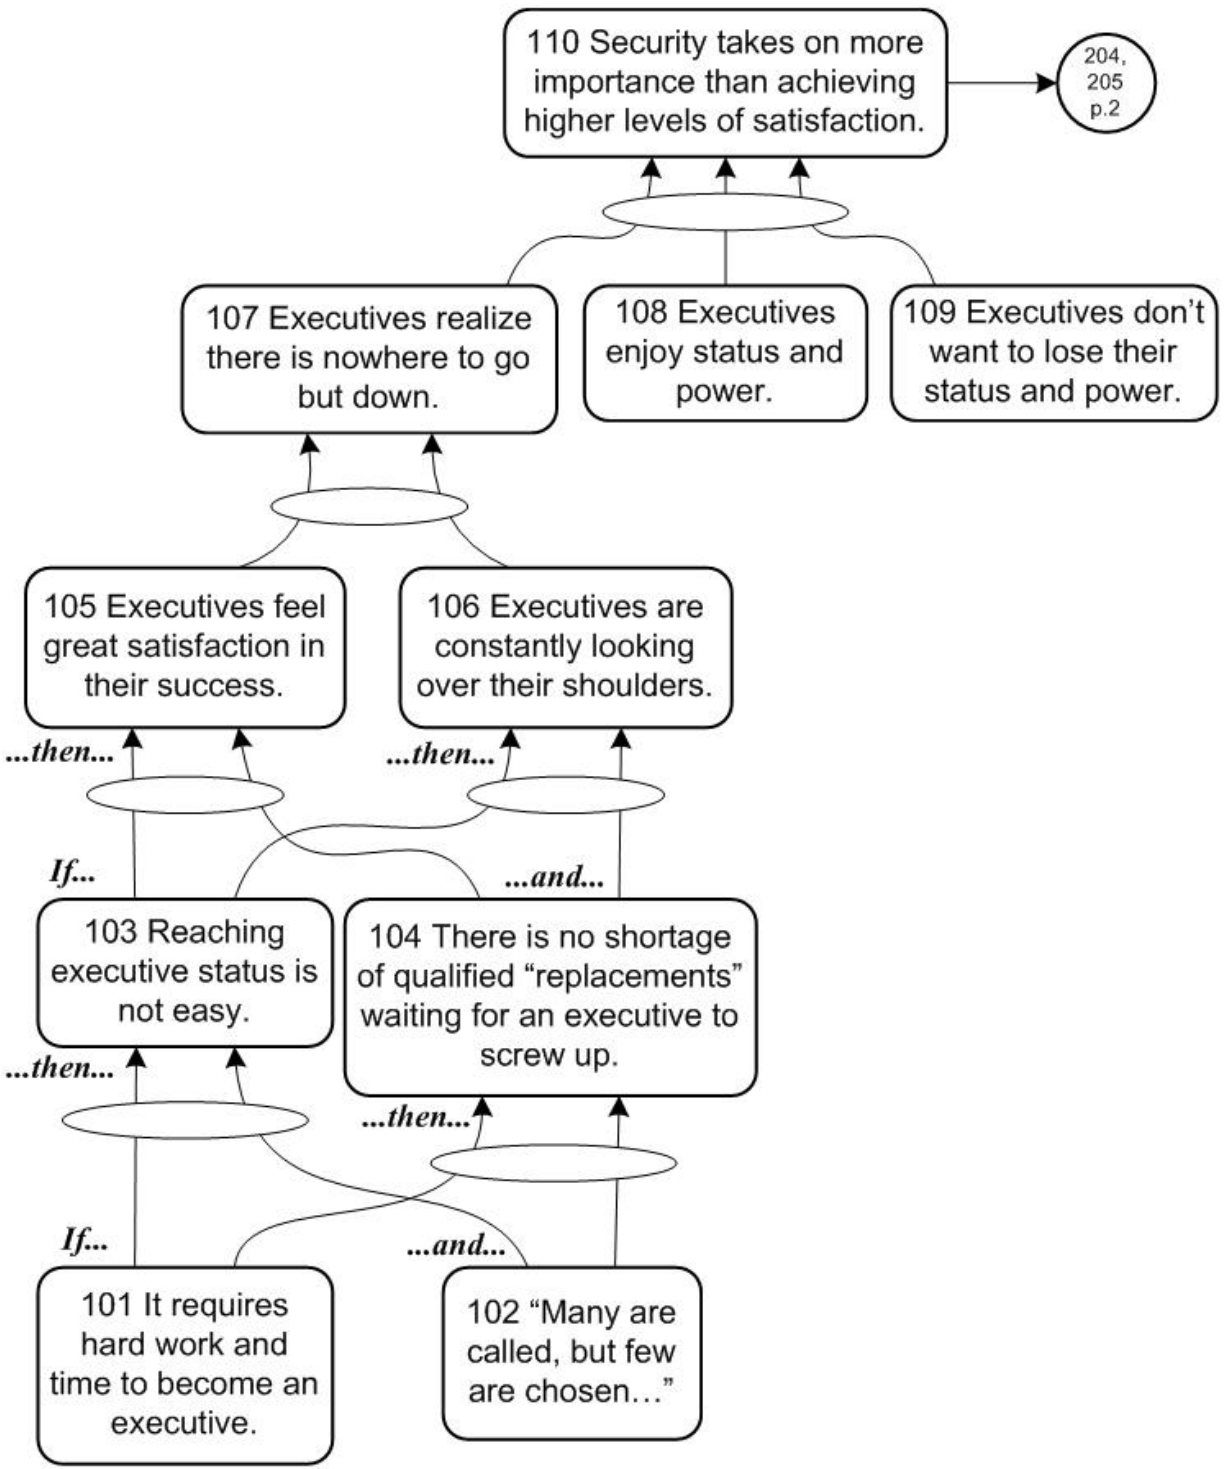 110 Security takes on more
importance than achieving
higher levels of satisfaction.
204,
205
p.2
107 Executives realize
there is nowhere to go
but down.
108 Executives
enjoy status and
power.
109 Executives don’t
want to lose their
status and power.
105 Executives feel
great satisfaction in
their success.
106 Executives are
constantly looking
over their shoulders.
...then...
...then...
If...
...and...
103 Reaching
executive status is
not easy.
104 There is no shortage
of qualified “replacements”
waiting for an executive to
screw up.
...then...
...then...
If...
...and...
101 It requires
hard work and
time to become an
executive.
102 “Many are
called, but few
are chosen…”